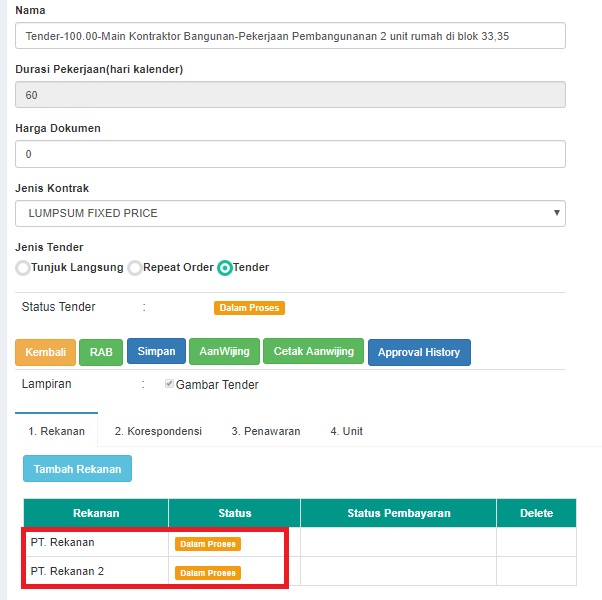 Nama
Tender-100.00-Main Kontraktor Bangunan-Pekerjaan Pembangunanan 2 unit rumah di blok 33,35
Durasi Pekerjaan(hari kalender)
60
Harga Dokumen
0
Jenis Kontrak
LUMPSUM FIXED PRICE
Jenis Tender
Tunjuk Langsung Repeat Order Tender
Status Tender : Dalam Proses
Kembali RAB Simpan AanWijing Cetak Aanwijing Approval History
Lampiran : Gambar Tender
1. Rekanan 2. Korespondensi 3. Penawaran 4. Unit
Tambah Rekanan
Rekanan Status Status Pembayaran Delete
PT. Rekanan Dalam Proses
PT. Rekanan 2 Dalam Proses